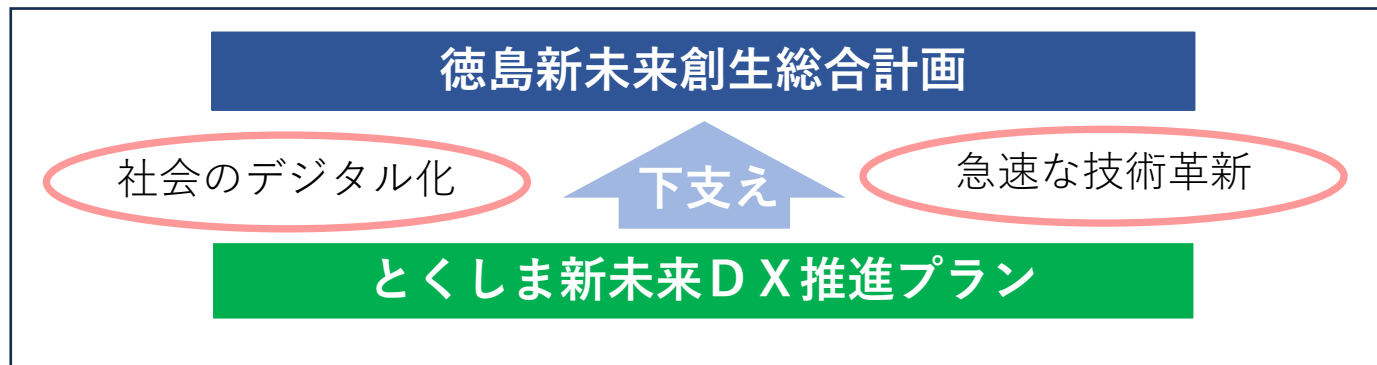 徳島新未来創生総合計画
社会のデジタル化
下支え
急速な技術革新
とくしま新未来ＤＸ推進プラン